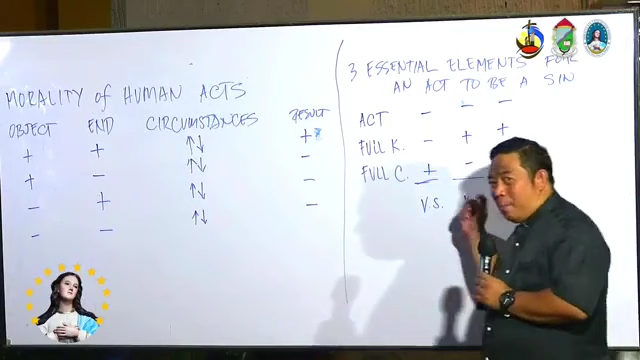 MORALITY of HUMAN ACTS
OBJECT END CIRCUMSTANCES RESULT
+ + ↑↓ +
+ - ↑↓ -
- + ↑↓ -
- - ↑↓ -
3 ESSENTIAL ELEMENTS FOR
AN ACT TO BE A SIN
ACT - - -
FULL K. - + +
FULL C. + -
V.S.